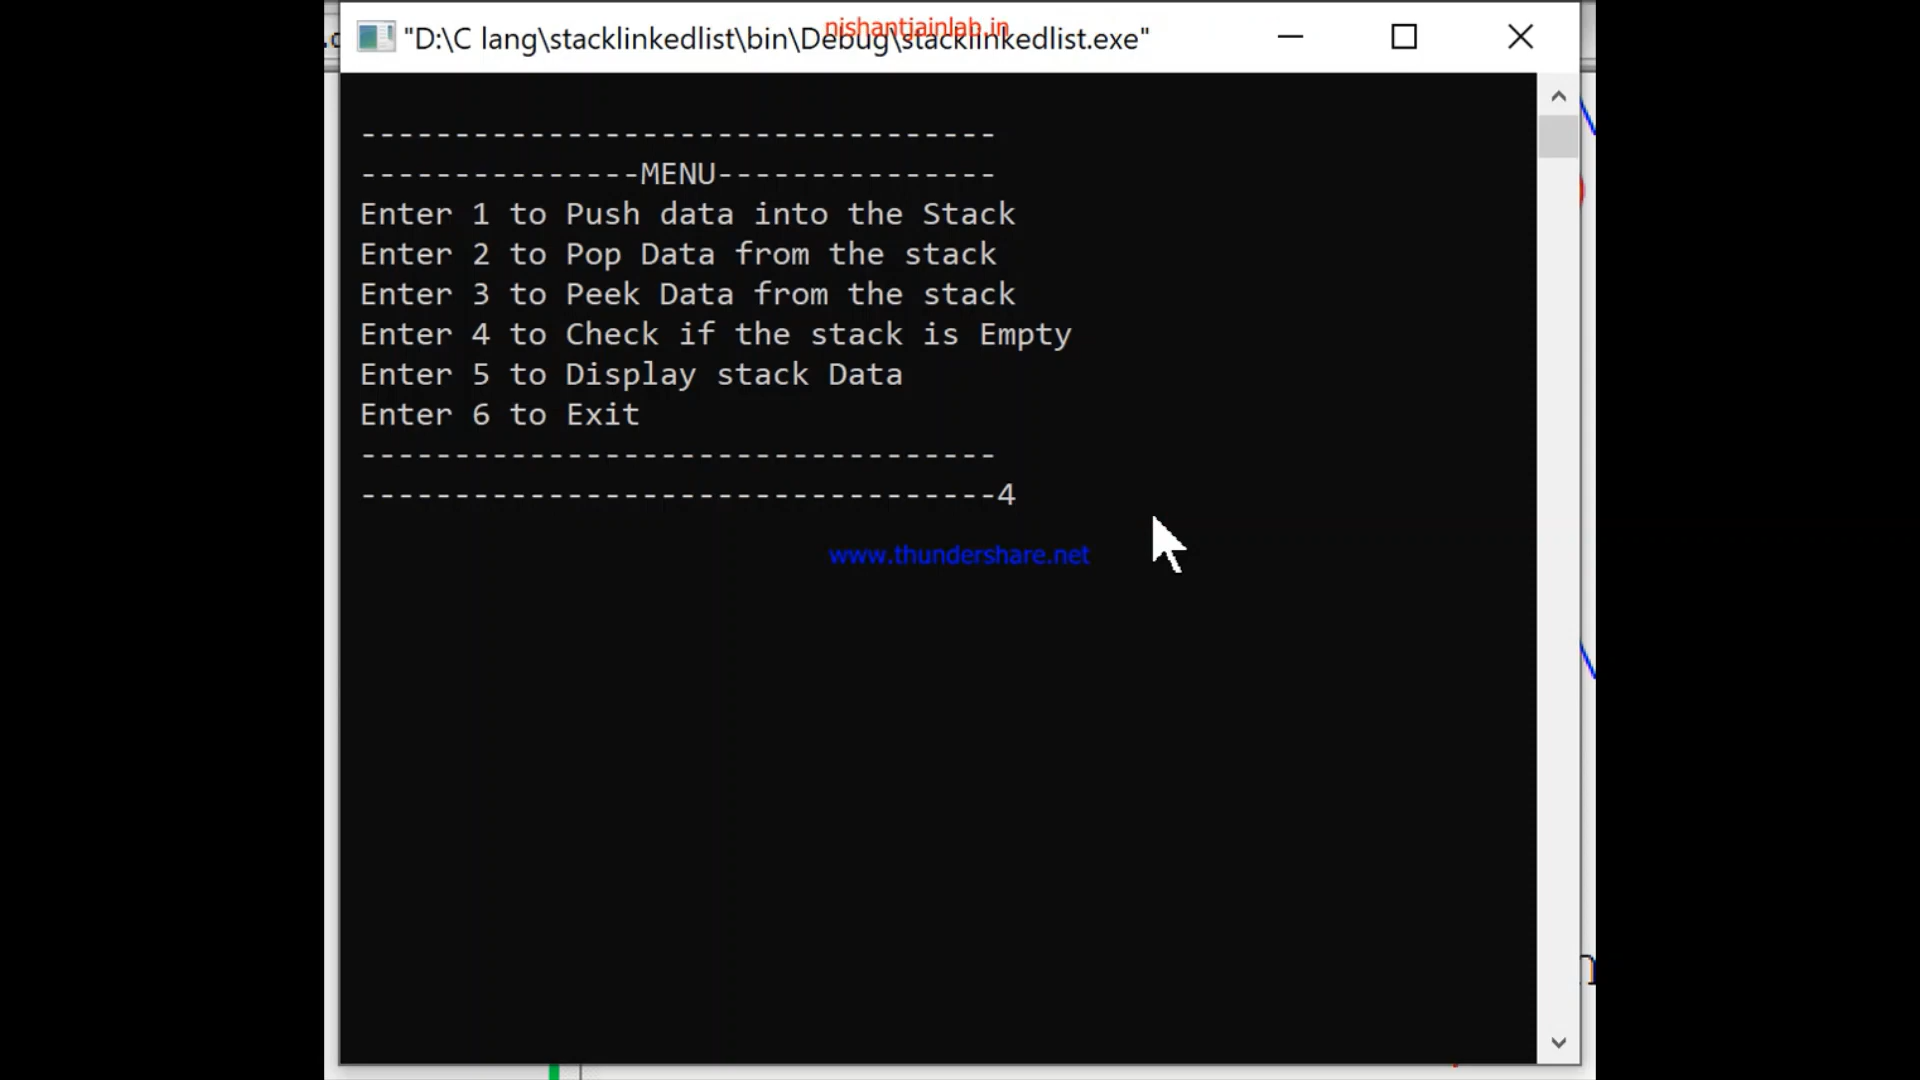 nishantjainlab.in
"D:\C lang\stacklinkedlist\bin\Debug\stacklinkedlist.exe"
----------------------------------
---------------MENU---------------
Enter 1 to Push data into the Stack
Enter 2 to Pop Data from the stack
Enter 3 to Peek Data from the stack
Enter 4 to Check if the stack is Empty
Enter 5 to Display stack Data
Enter 6 to Exit
----------------------------------
----------------------------------4
www.thundershare.net